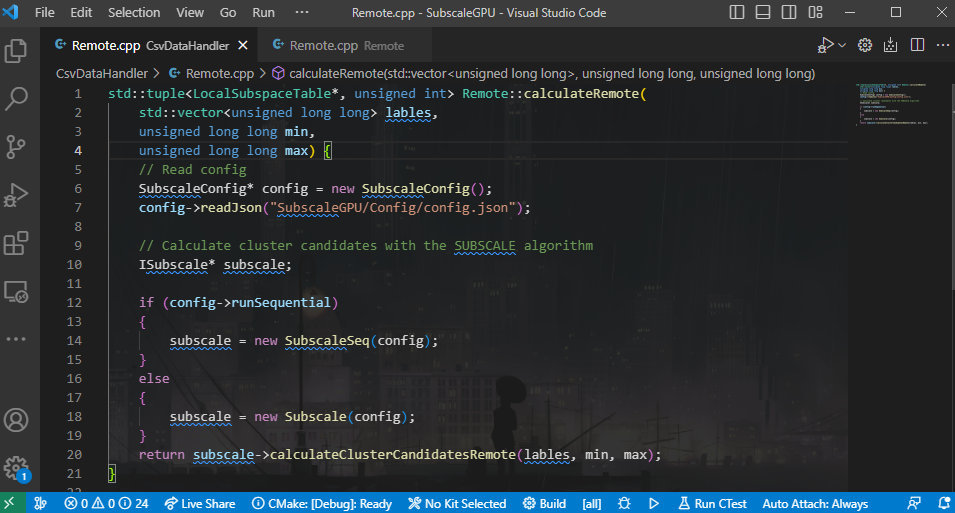 File Edit Selection View Go Run ··· Remote.cpp - SubscaleGPU - Visual Studio Code
Remote.cpp CsvDataHandler Remote.cpp Remote
CsvDataHandler > Remote.cpp > calculateRemote(std::vector<unsigned long long>, unsigned long long, unsigned long long)
1 std::tuple<LocalSubspaceTable*, unsigned int> Remote::calculateRemote(
2 std::vector<unsigned long long> lables,
3 unsigned long long min,
4 unsigned long long max) {
5 // Read config
6 SubscaleConfig* config = new SubscaleConfig();
7 config->readJson("SubscaleGPU/Config/config.json");
8
9 // Calculate cluster candidates with the SUBSCALE algorithm
10 ISubscale* subscale;
11
12 if (config->runSequential)
13 {
14 subscale = new SubscaleSeq(config);
15 }
16 else
17 {
18 subscale = new Subscale(config);
19 }
20 return subscale->calculateClusterCandidatesRemote(lables, min, max);
21 }
1
0 0 24 Live Share CMake: [Debug]: Ready No Kit Selected Build [all] Run CTest Auto Attach: Always